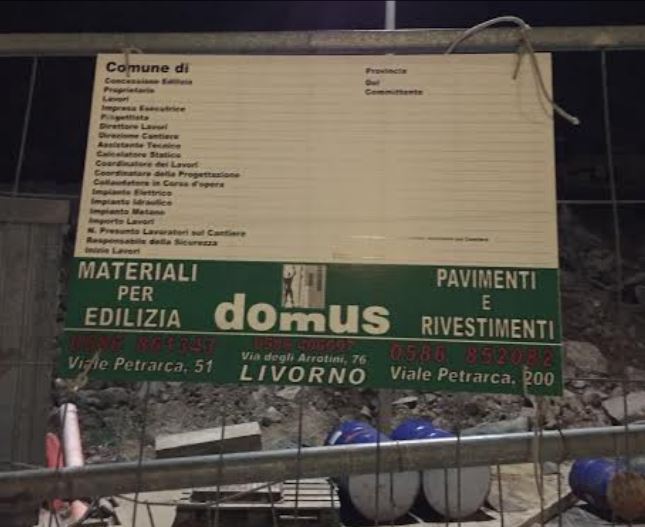 Comune di
Provincia
Concessione Edilizia
Del
Proprietario
Committente
Lavori
Impresa Esecutrice
Progettista
Direttore Lavori
Direzione Cantiere
Assistente Tecnico
Calcolatore Statico
Coordinatore dei Lavori
Coordinatore della Progettazione
Collaudatore in Corso d'opera
Impianto Elettrico
Impianto Idraulico
Impianto Metano
Importo Lavori
N. Presunto Lavoratori sul Cantiere
Responsabile della Sicurezza
Inizio Lavori
MATERIALI
PER
EDILIZIA
domus
PAVIMENTI
E
RIVESTIMENTI
0586
Viale Petrarca, 51
Via degli Arrotini, 76
LIVORNO
0586 852082
Viale Petrarca, 200